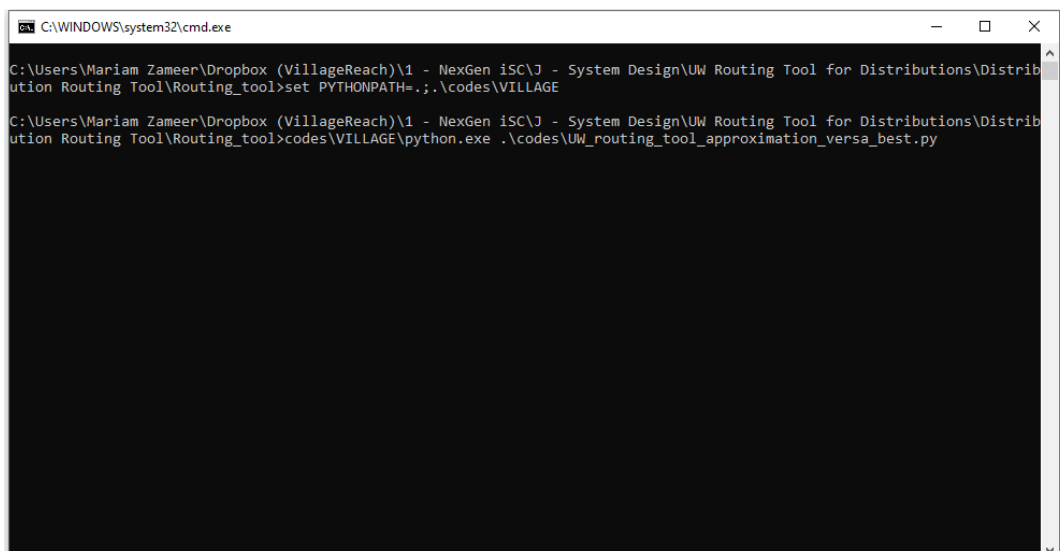 C:\WINDOWS\system32\cmd.exe
C:\Users\Mariam Zameer\Dropbox (VillageReach)\1 - NexGen iSC\J - System Design\UW Routing Tool for Distributions\Distrib
ution Routing Tool\Routing_tool>set PYTHONPATH=.;.\codes\VILLAGE
C:\Users\Mariam Zameer\Dropbox (VillageReach)\1 - NexGen iSC\J - System Design\UW Routing Tool for Distributions\Distrib
ution Routing Tool\Routing_tool>codes\VILLAGE\python.exe .\codes\UW_routing_tool_approximation_versa_best.py